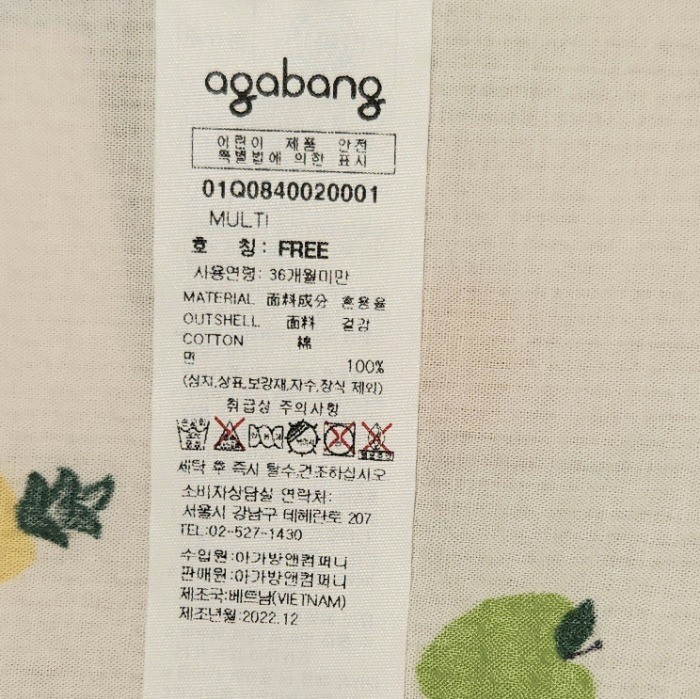 agabang
어린이 제품 안전
특별법에 의한 표시
01Q0840020001
MULTI
호 칭: FREE
사용연령: 36개월미만
MATERIAL 面料成分 혼용율
OUTSHELL 面料 겉감
COTTON 棉
면 100%
(심지,상표,보강재,자수,장식 제외)
취급상 주의사항
세탁 후 즉시 탈수,건조하십시오
소비자상담실 연락처:
서울시 강남구 테헤란로 207
TEL:02-527-1430
수입원:아가방앤컴퍼니
판매원:아가방앤컴퍼니
제조국:베트남(VIETNAM)
제조년월:2022.12